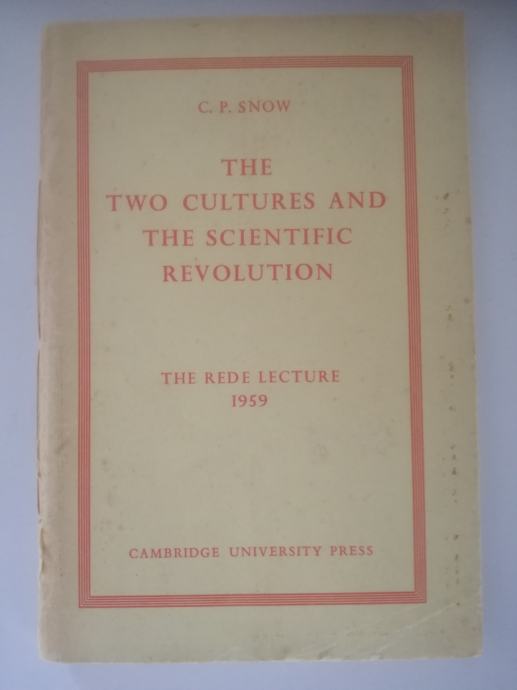 C. P. SNOW
THE
TWO CULTURES AND
THE SCIENTIFIC
REVOLUTION
THE REDE LECTURE
1959
CAMBRIDGE UNIVERSITY PRESS